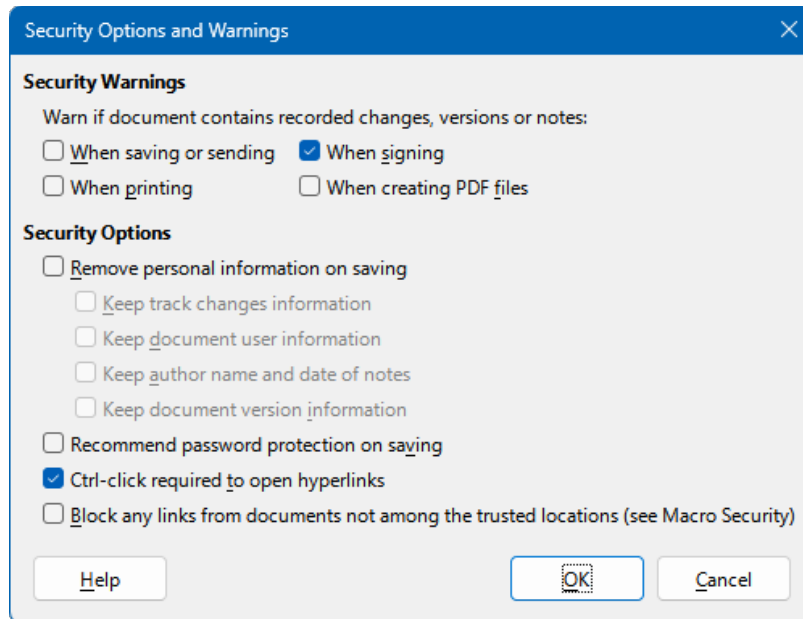 Security Options and Warnings
Security Warnings
Warn if document contains recorded changes, versions or notes:
When saving or sending When signing
When printing When creating PDF files
Security Options
Remove personal information on saving
Keep track changes information
Keep document user information
Keep author name and date of notes
Keep document version information
Recommend password protection on saving
Ctrl-click required to open hyperlinks
Block any links from documents not among the trusted locations (see Macro Security)
Help OK Cancel